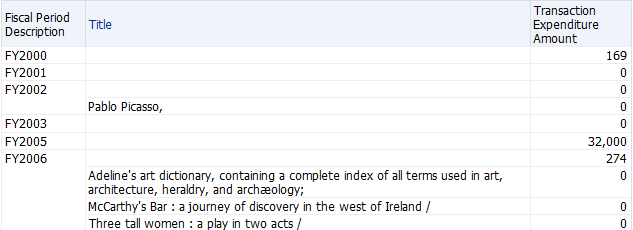 Fiscal Period Description Title Transaction Expenditure Amount
FY2000 169
FY2001 0
FY2002 0
Pablo Picasso, 0
FY2003 0
FY2005 32,000
FY2006 274
Adeline's art dictionary, containing a complete index of all terms used in art, 0
architecture, heraldry, and archæology;
McCarthy's Bar : a journey of discovery in the west of Ireland / 0
Three tall women : a play in two acts / 0